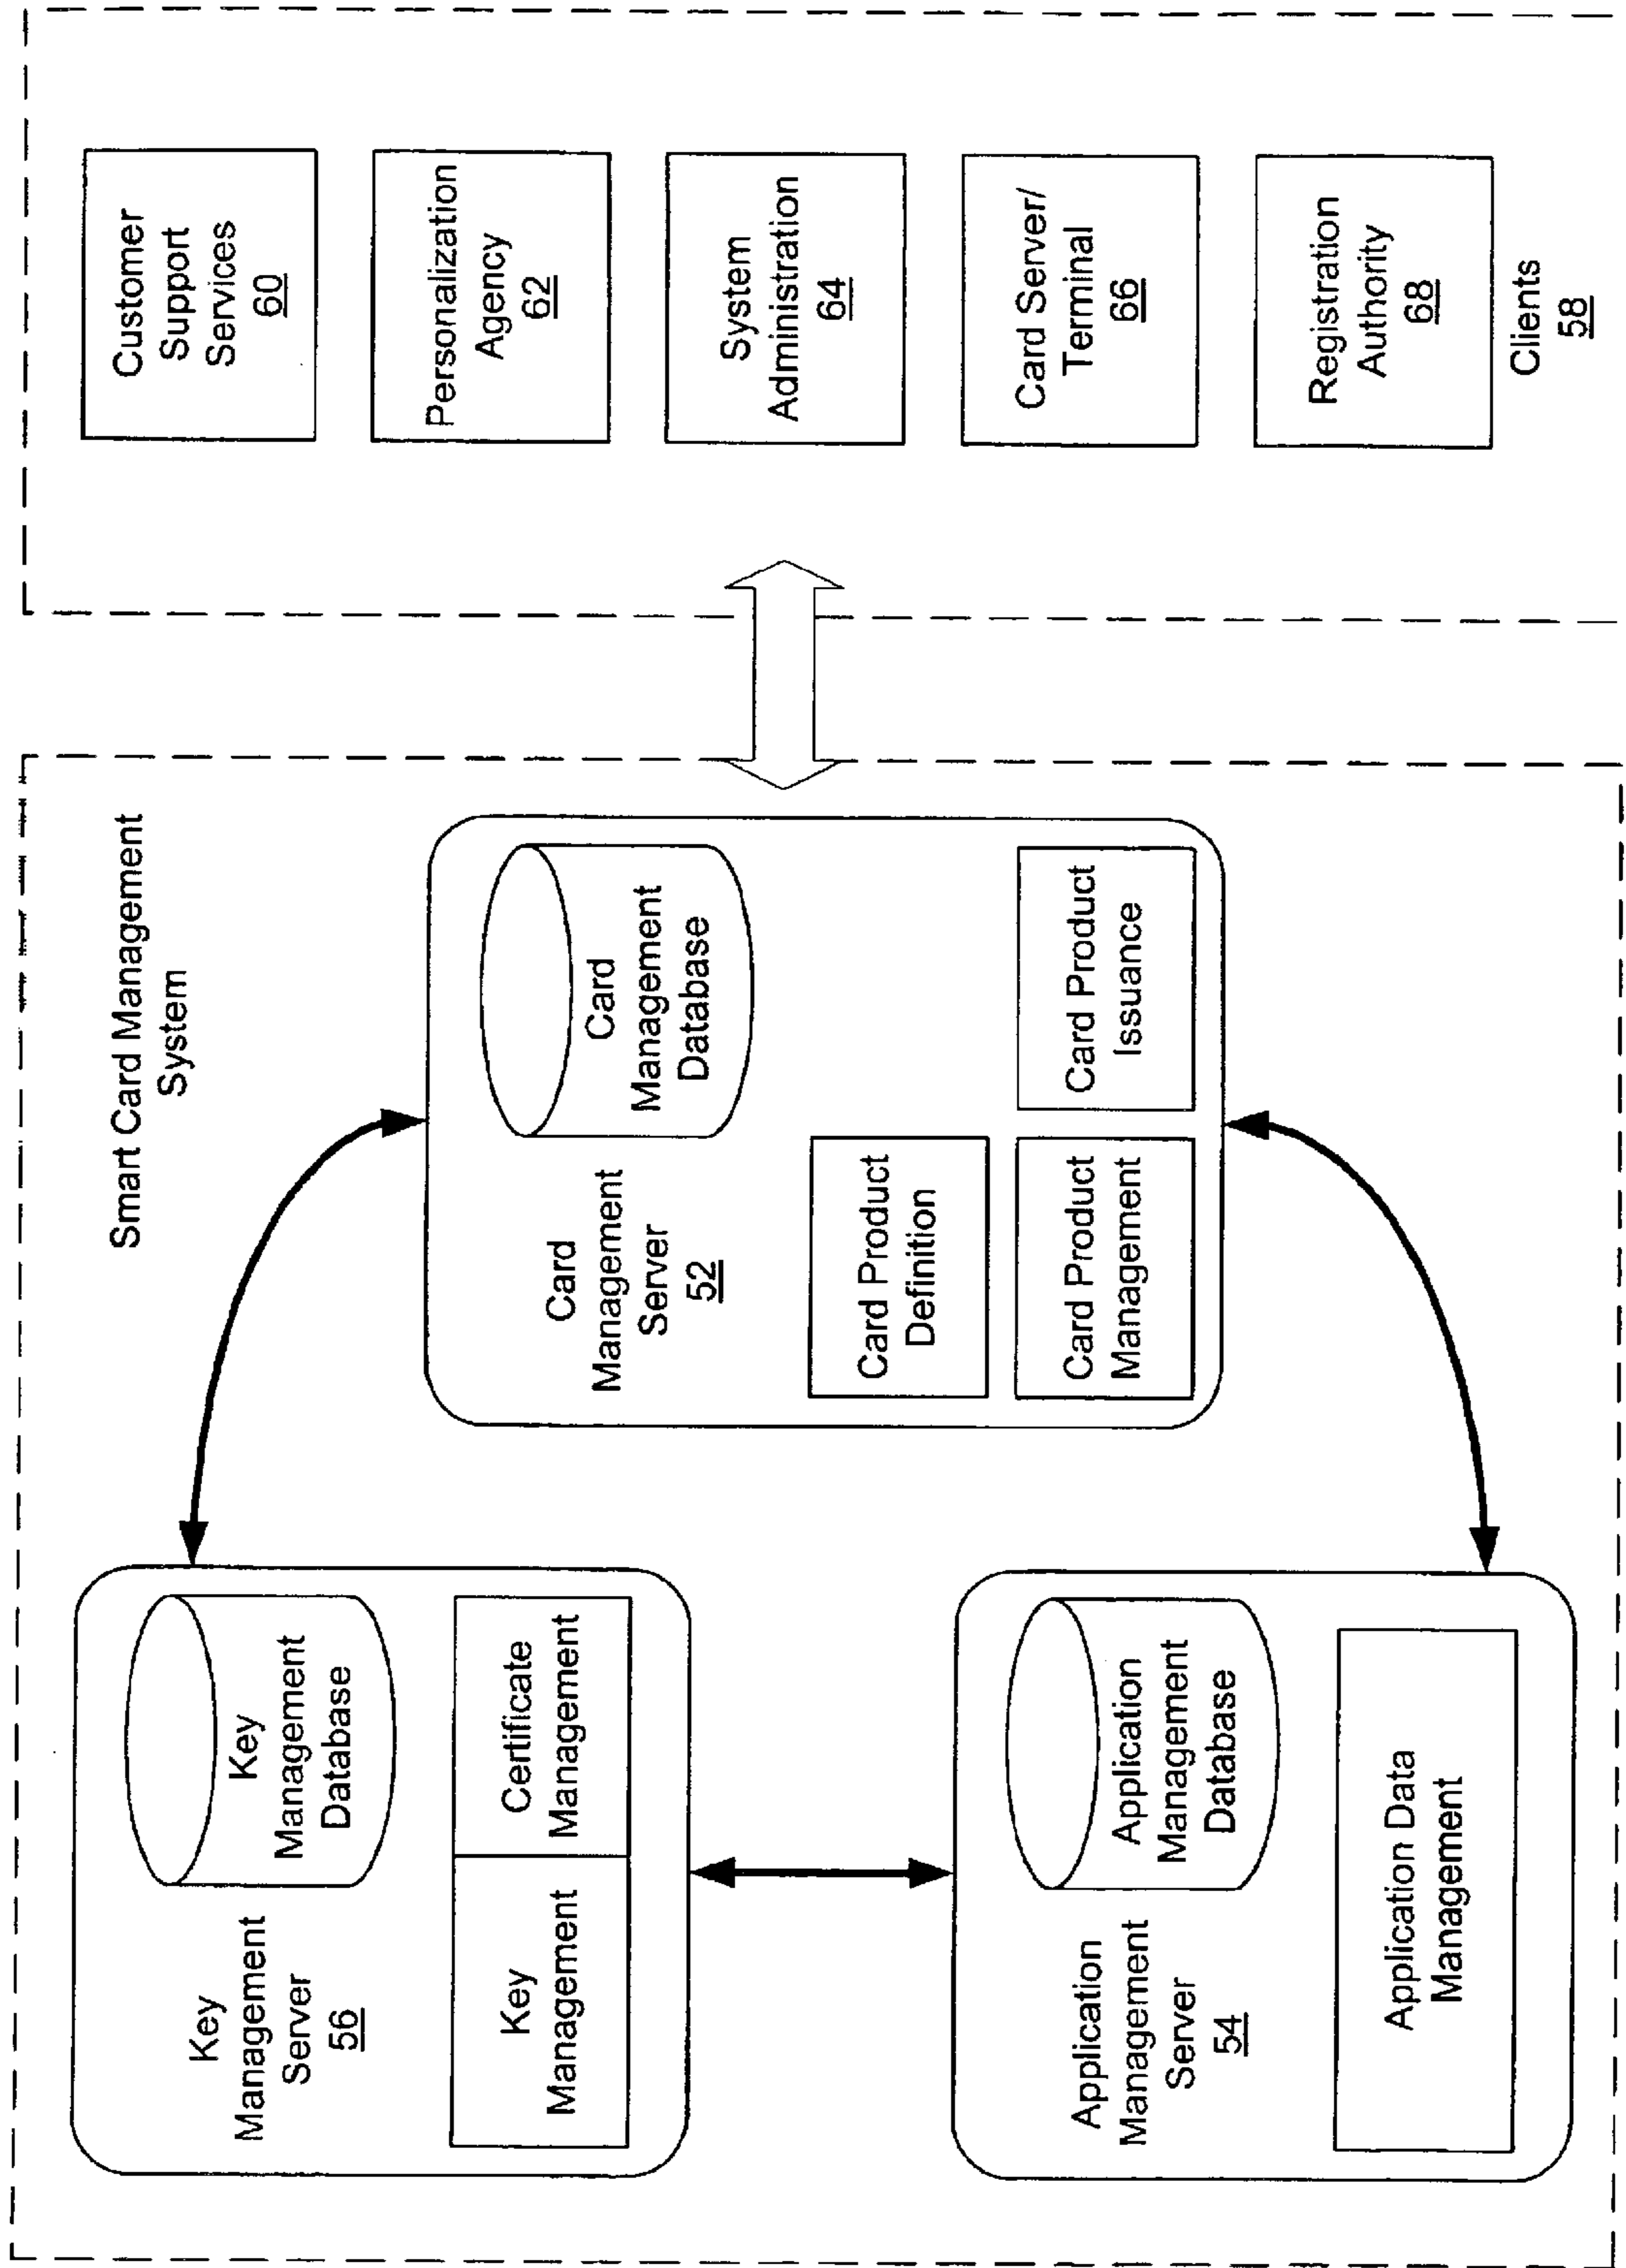 Smart Card Management
System
Key
Management
Server
56
Key
Management
Database
Key
Management
Certificate
Management
Application
Management
Server
54
Application
Management
Database
Application Data
Management
Card
Management
Server
52
Card
Management
Database
Card Product
Definition
Card Product
Management
Card Product
Issuance
Customer
Support
Services
60
Personalization
Agency
62
System
Administration
64
Card Server/
Terminal
66
Registration
Authority
68
Clients
58